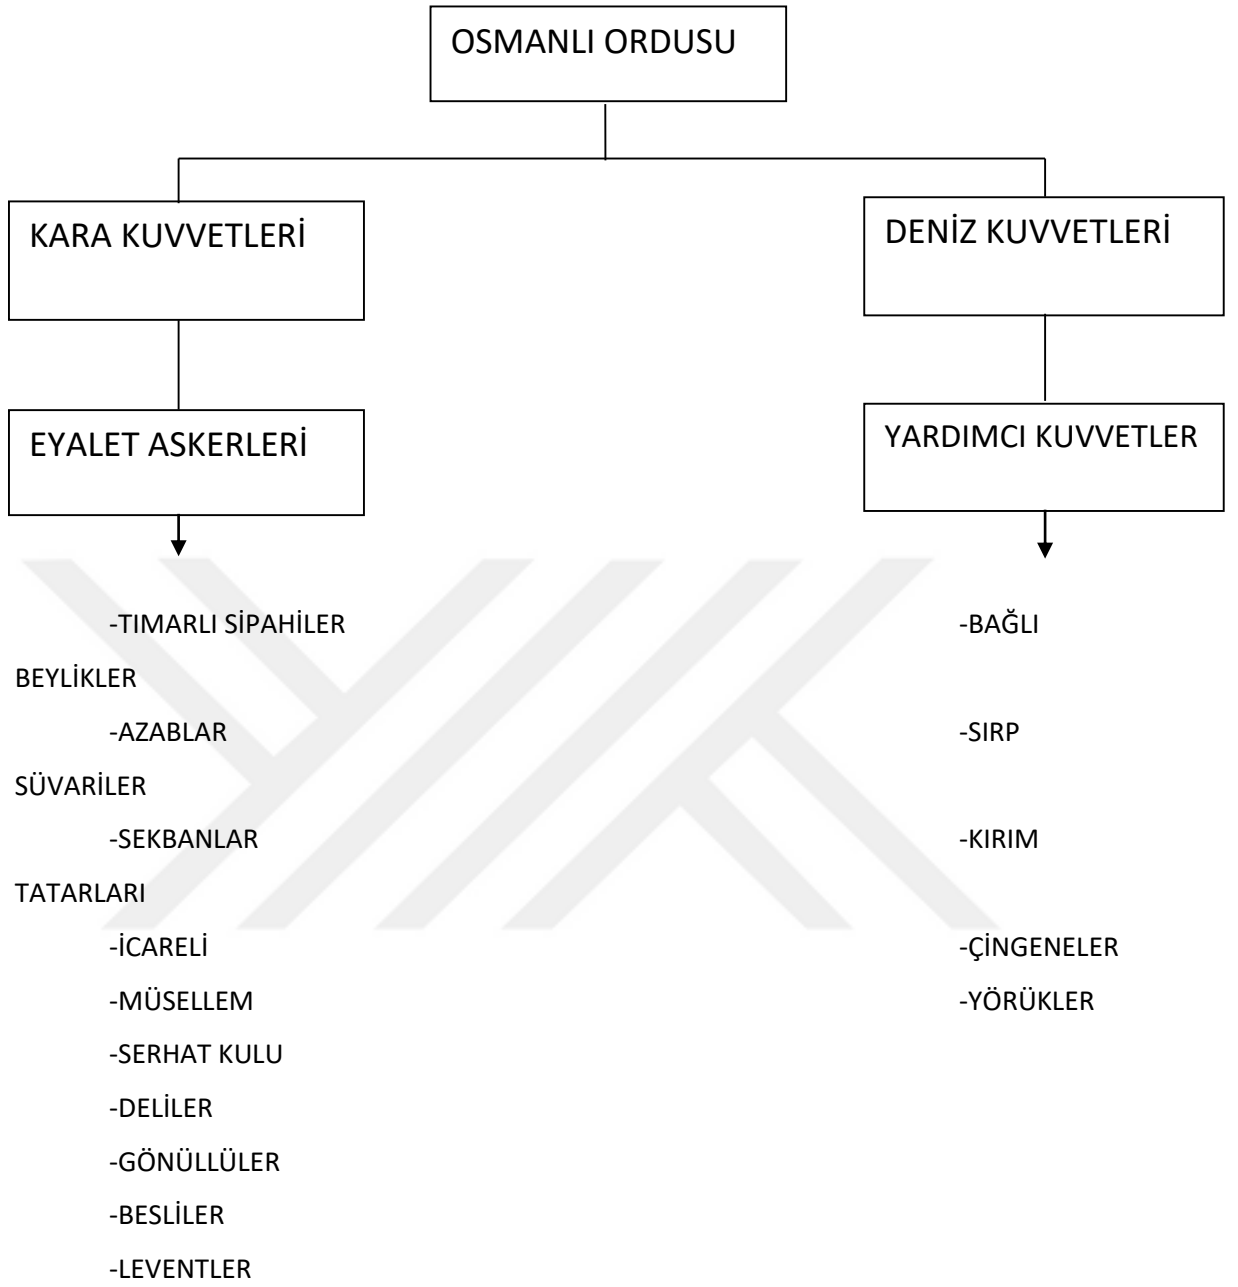 OSMANLI ORDUSU
KARA KUVVETLERİ
DENİZ KUVVETLERİ
EYALET ASKERLERİ
YARDIMCI KUVVETLER
-TIMARLI SİPAHİLER -BAĞLI
BEYLİKLER
-AZABLAR -SIRP
SÜVARİLER
-SEKBANLAR -KIRIM
TATARLARI
-İCARELİ -ÇİNGENELER
-MÜSELLEM -YÖRÜKLER
-SERHAT KULU
-DELİLER
-GÖNÜLLÜLER
-BESLİLER
-LEVENTLER